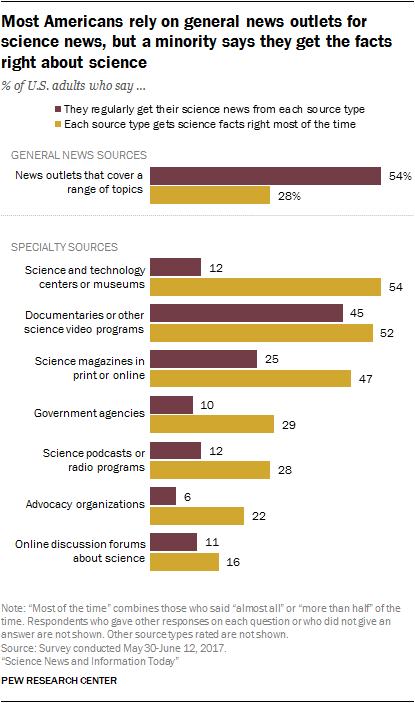 Most Americans rely on general news outlets for
science news, but a minority says they get the facts
right about science
% of U.S. adults who say ...
They regularly get their science news from each source type
Each source type gets science facts right most of the time
GENERAL NEWS SOURCES
News outlets that cover a
range of topics
54%
28%
SPECIALTY SOURCES
Science and technology
centers or museums
12
54
Documentaries or other
science video programs
45
52
Science magazines in
print or online
25
47
Government agencies
10
29
Science podcasts or
radio programs
12
28
Advocacy organizations
6
22
Online discussion forums
about science
11
16
Note: “Most of the time” combines those who said “almost all” or “more than half” of the
time. Respondents who gave other responses on each question or who did not give an
answer are not shown. Other source types rated are not shown.
Source: Survey conducted May 30-June 12, 2017.
“Science News and Information Today”
PEW RESEARCH CENTER